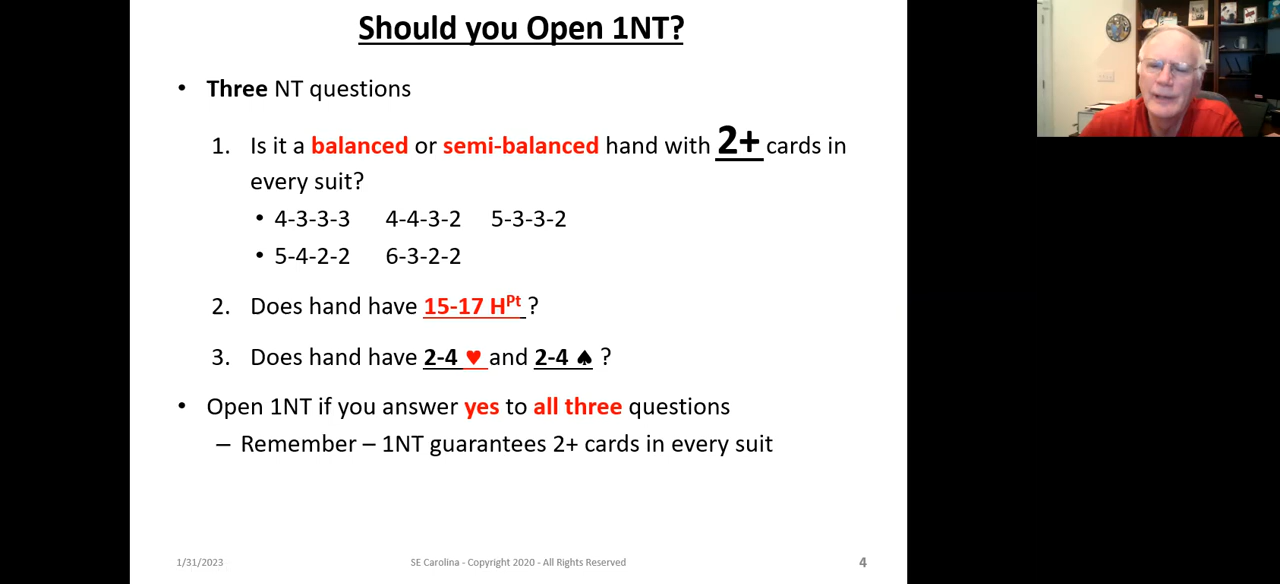 Should you Open 1NT?
• Three NT questions
1. Is it a balanced or semi-balanced hand with 2+ cards in
every suit?
• 4-3-3-3 4-4-3-2 5-3-3-2
• 5-4-2-2 6-3-2-2
2. Does hand have 15-17 HPt ?
3. Does hand have 2-4 ♥ and 2-4 ♠ ?
• Open 1NT if you answer yes to all three questions
– Remember – 1NT guarantees 2+ cards in every suit
1/31/2023 SE Carolina - Copyright 2020 - All Rights Reserved 4